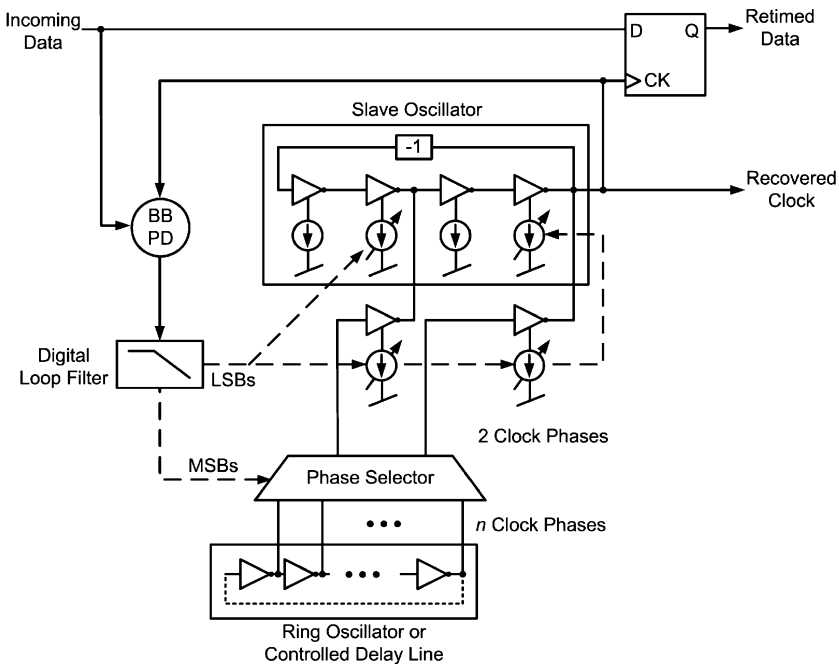 Incoming
Data
D
Q
CK
Retimed
Data
Slave Oscillator
-1
Recovered
Clock
BB
PD
Digital
Loop Filter
LSBs
MSBs
2 Clock Phases
Phase Selector
n Clock Phases
Ring Oscillator or
Controlled Delay Line